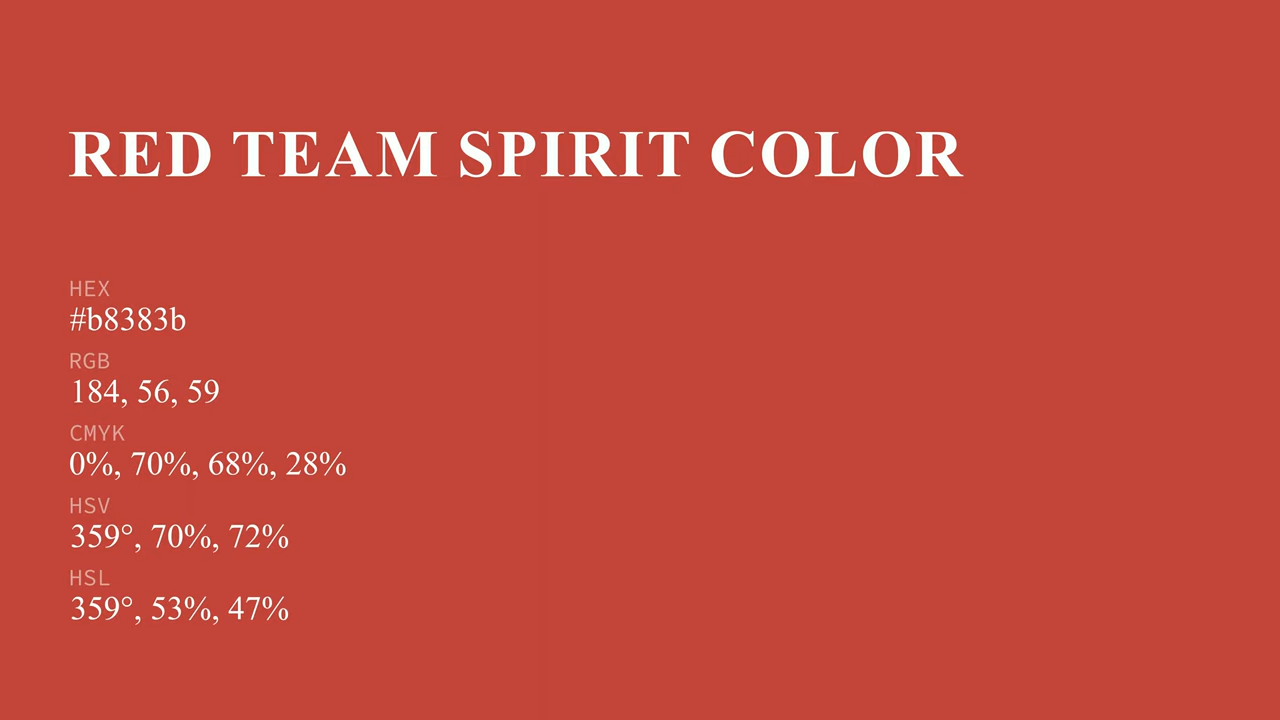 RED TEAM SPIRIT COLOR
HEX
#b8383b
RGB
184, 56, 59
CMYK
0%, 70%, 68%, 28%
HSV
359°, 70%, 72%
HSL
359°, 53%, 47%